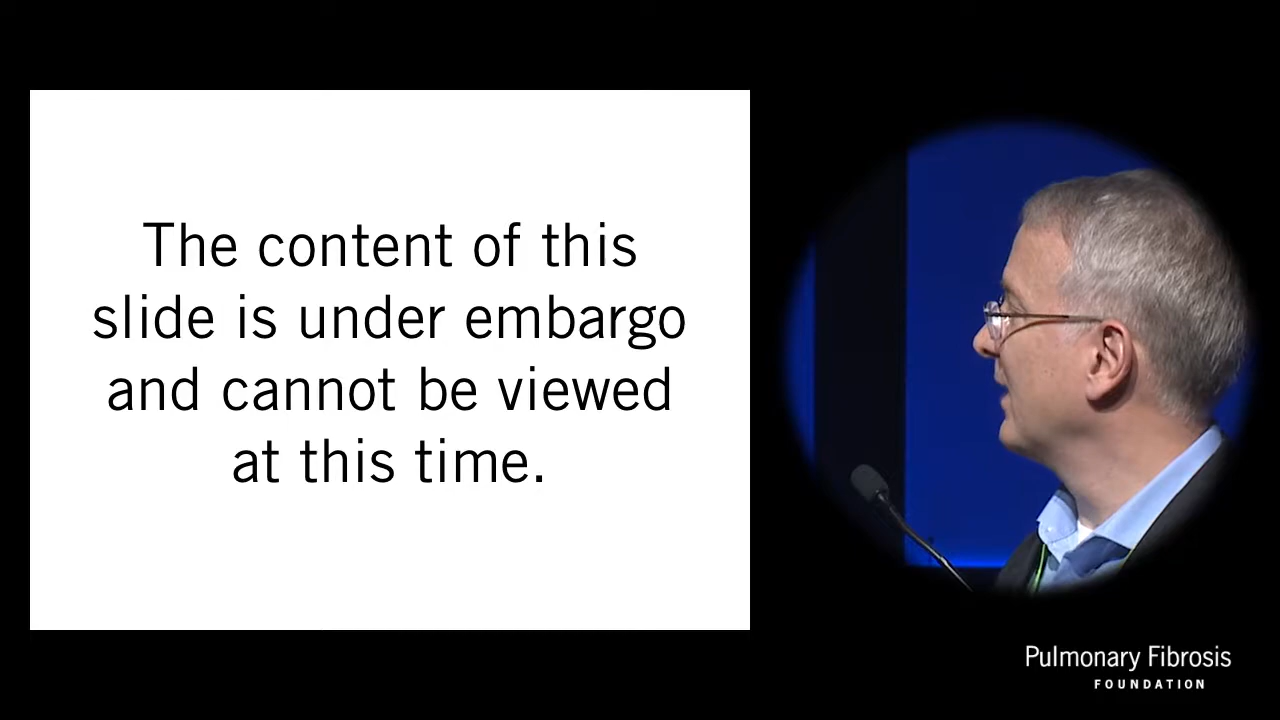 The content of this
slide is under embargo
and cannot be viewed
at this time.
Pulmonary Fibrosis
FOUNDATION